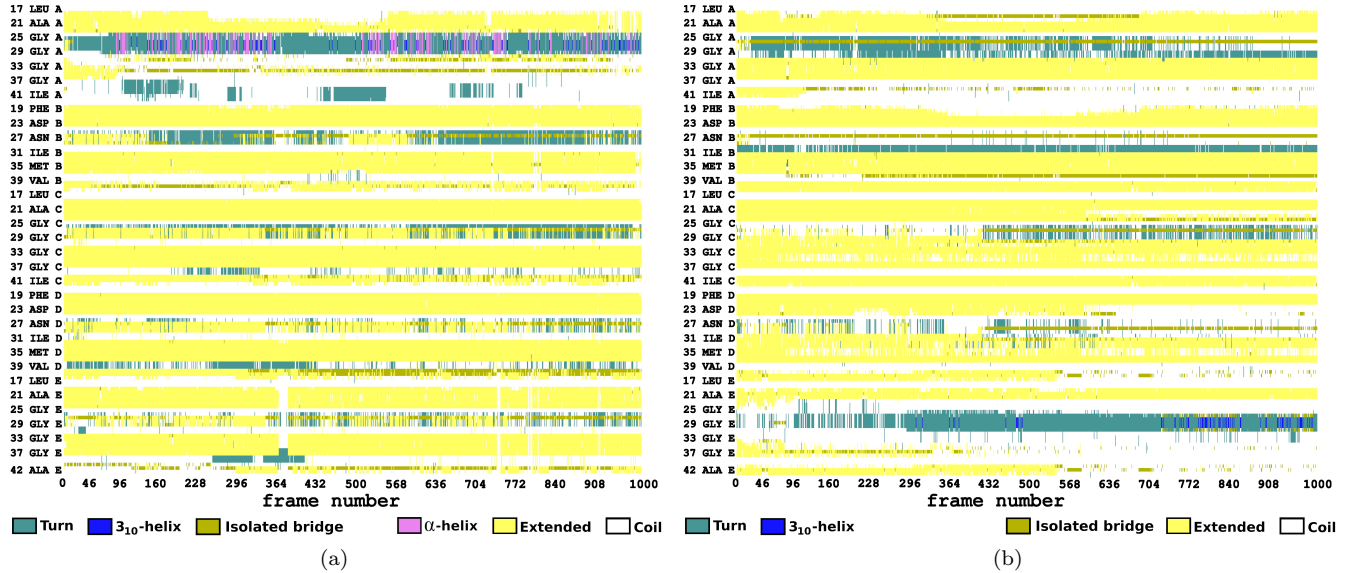 17 LEU A
21 ALA A
25 GLY A
29 GLY A
33 GLY A
37 GLY A
41 ILE A
19 PHE B
23 ASP B
27 ASN B
31 ILE B
35 MET B
39 VAL B
17 LEU C
21 ALA C
25 GLY C
29 GLY C
33 GLY C
37 GLY C
41 ILE C
19 PHE D
23 ASP D
27 ASN D
31 ILE D
35 MET D
39 VAL D
17 LEU E
21 ALA E
25 GLY E
29 GLY E
33 GLY E
37 GLY E
42 ALA E
0 46 96 160 228 296 364 432 500 568 636 704 772 838 1000
frame number
Turn 3₁₀-helix Isolated bridge α-helix Extended Coil
(a)
17 LEU A
21 ALA A
25 GLY A
29 GLY A
33 GLY A
37 GLY A
41 ILE A
19 PHE B
23 ASP B
27 ASN B
31 ILE B
35 MET B
39 VAL B
17 LEU C
21 ALA C
25 GLY C
29 GLY C
33 GLY C
37 GLY C
41 ILE C
19 PHE D
23 ASP D
27 ASN D
31 ILE D
35 MET D
39 VAL D
17 LEU E
21 ALA E
25 GLY E
29 GLY E
33 GLY E
37 GLY E
42 ALA E
0 46 96 160 228 296 364 432 500 568 636 704 772 838 1000
frame number
Turn 3₁₀-helix Isolated bridge Extended Coil
(b)